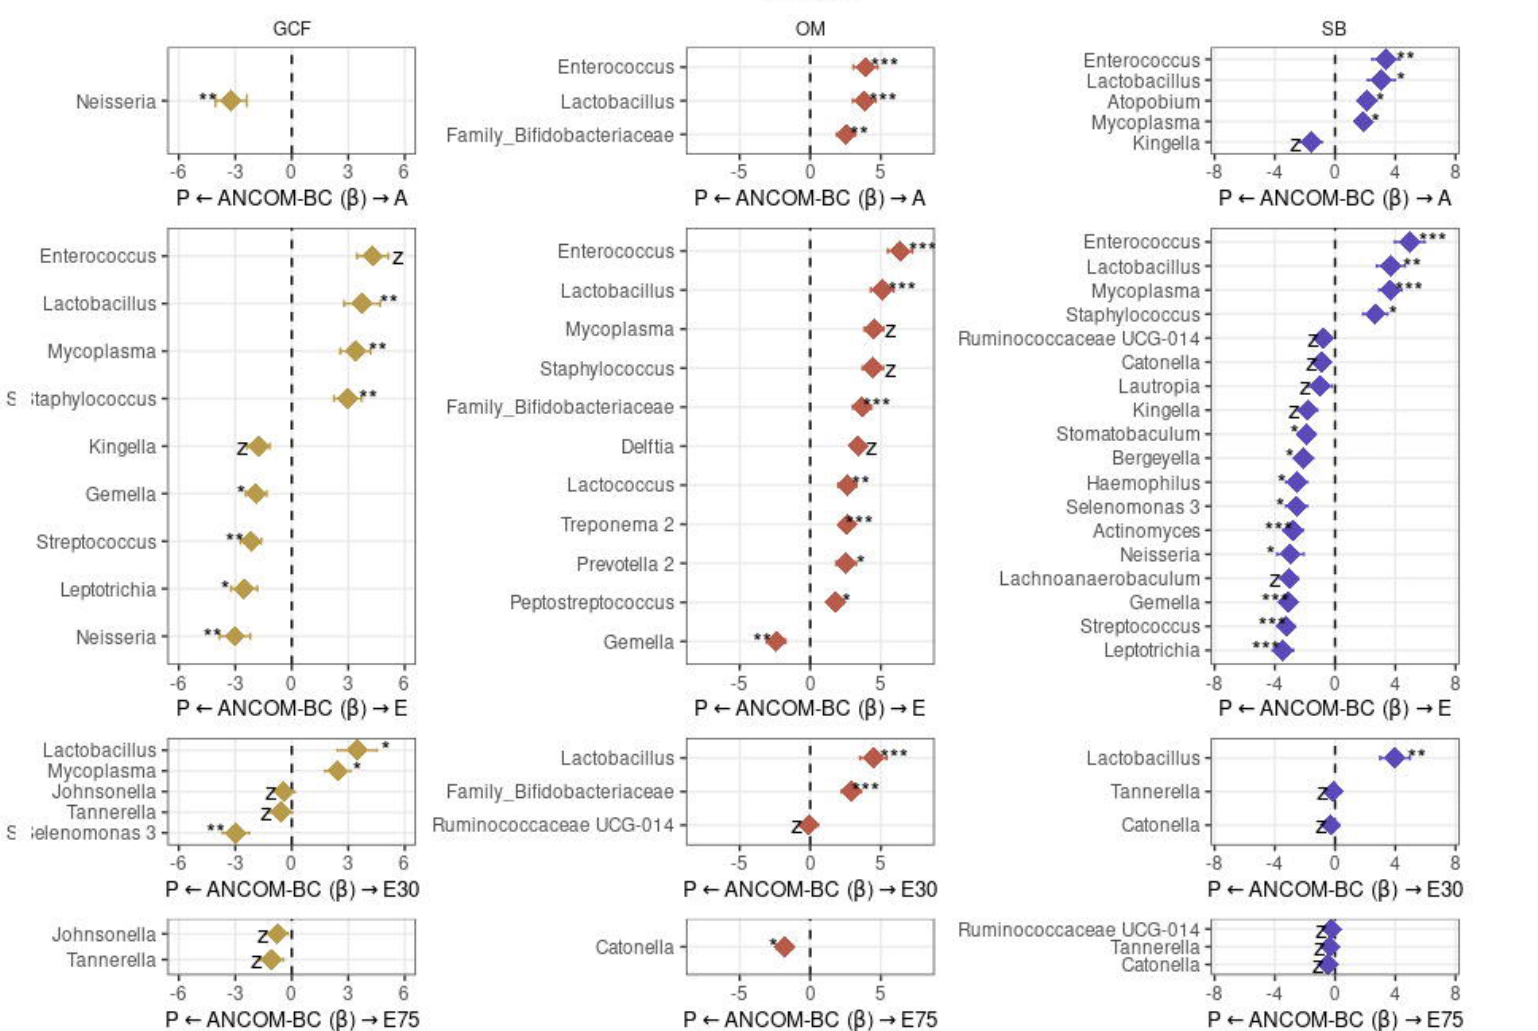 GCF
Neisseria
**
-6 -3 0 3 6
P ← ANCOM-BC (β) → A
OM
Enterococcus
***
Lactobacillus
***
Family_Bifidobacteriaceae
**
-5 0 5
P ← ANCOM-BC (β) → A
SB
Enterococcus
**
Lactobacillus
*
Atopobium
*
Mycoplasma
*
Kingella
z
-8 -4 0 4 8
P ← ANCOM-BC (β) → A
Enterococcus
z
Lactobacillus
**
Mycoplasma
**
S Staphylococcus
**
Kingella
z
Gemella
*
Streptococcus
**
Leptotrichia
*
Neisseria
**
-6 -3 0 3 6
P ← ANCOM-BC (β) → E
Enterococcus
***
Lactobacillus
***
Mycoplasma
z
Staphylococcus
z
Family_Bifidobacteriaceae
***
Delftia
z
Lactococcus
**
Treponema 2
***
Prevotella 2
*
Peptostreptococcus
*
Gemella
**
-5 0 5
P ← ANCOM-BC (β) → E
Enterococcus
***
Lactobacillus
**
Mycoplasma
***
Staphylococcus
*
Ruminococcaceae UCG-014
z
Catonella
z
Lautropia
z
Kingella
z
Stomatobaculum
*
Bergeyella
*
Haemophilus
*
Selenomonas 3
*
Actinomyces
***
Neisseria
*
Lachnoanaerobaculum
z
Gemella
***
Streptococcus
***
Leptotrichia
***
-8 -4 0 4 8
P ← ANCOM-BC (β) → E
Lactobacillus
*
Mycoplasma
*
Johnsonella
z
Tannerella
z
S Selenomonas 3
**
-6 -3 0 3 6
P ← ANCOM-BC (β) → E30
Lactobacillus
***
Family_Bifidobacteriaceae
***
Ruminococcaceae UCG-014
z
-5 0 5
P ← ANCOM-BC (β) → E30
Lactobacillus
**
Tannerella
z
Catonella
z
-8 -4 0 4 8
P ← ANCOM-BC (β) → E30
Johnsonella
z
Tannerella
z
-6 -3 0 3 6
P ← ANCOM-BC (β) → E75
Catonella
*
-5 0 5
P ← ANCOM-BC (β) → E75
Ruminococcaceae UCG-014
z
Tannerella
z
Catonella
z
-8 -4 0 4 8
P ← ANCOM-BC (β) → E75